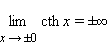 lim cth x = ±∞
x → ±0